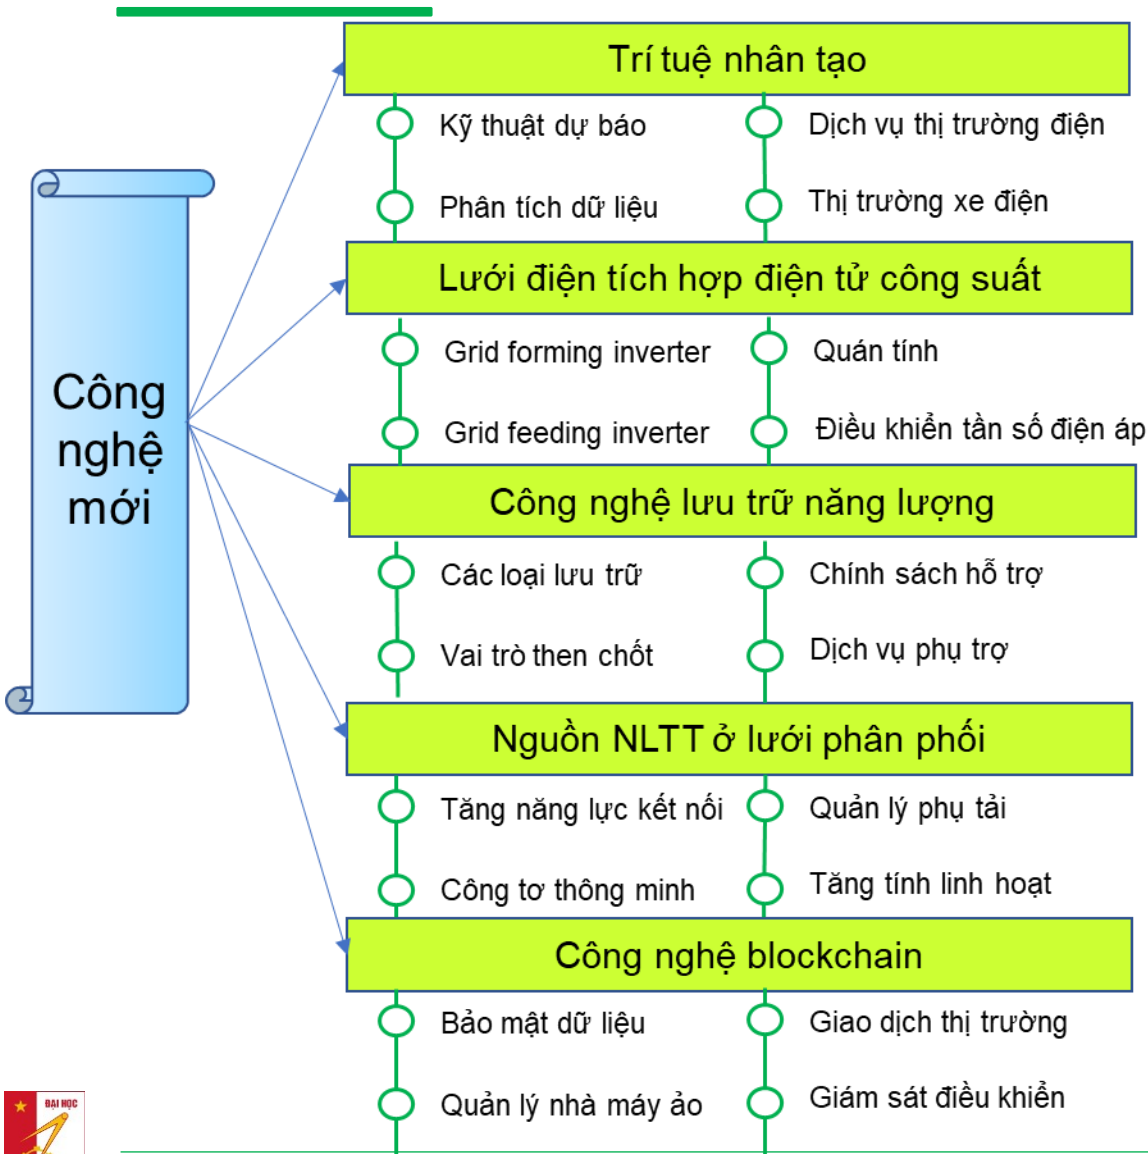 Công
nghệ
mới
Trí tuệ nhân tạo
Kỹ thuật dự báo
Dịch vụ thị trường điện
Phân tích dữ liệu
Thị trường xe điện
Lưới điện tích hợp điện tử công suất
Grid forming inverter
Quán tính
Grid feeding inverter
Điều khiển tần số điện áp
Công nghệ lưu trữ năng lượng
Các loại lưu trữ
Chính sách hỗ trợ
Vai trò then chốt
Dịch vụ phụ trợ
Nguồn NLTT ở lưới phân phối
Tăng năng lực kết nối
Quản lý phụ tải
Công tơ thông minh
Tăng tính linh hoạt
Công nghệ blockchain
Bảo mật dữ liệu
Giao dịch thị trường
Quản lý nhà máy ảo
Giám sát điều khiển
ĐẠI HỌC